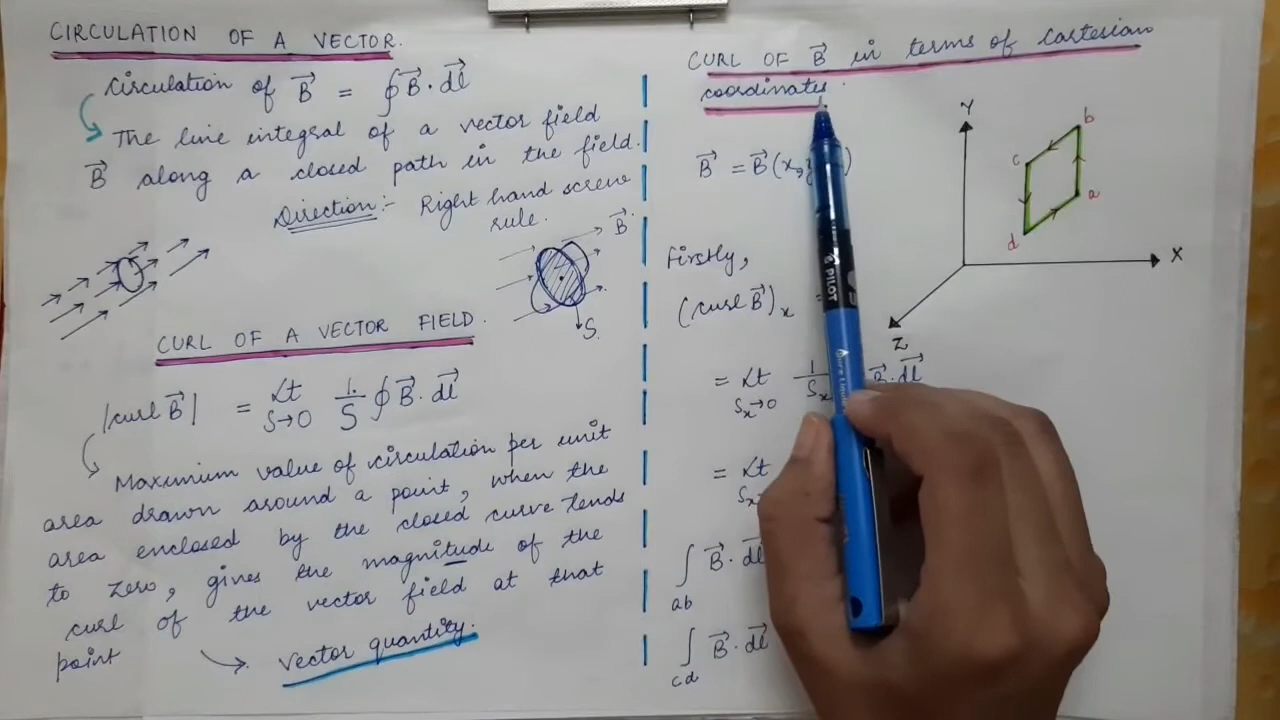 CIRCULATION OF A VECTOR.
Circulation of B⃗ = ∮B⃗·dl⃗
The line integral of a vector field
B⃗ along a closed path in the field.
Direction:- Right hand screw
rule.
B⃗
S.
CURL OF A VECTOR FIELD.
|curl B⃗| = Lt S→0 1/S ∮B⃗·dl⃗
Maximum value of circulation per unit
area drawn around a point, when the
area enclosed by the closed curve tends
to zero, gives the magnitude of the
curl of the vector field at that
point → Vector quantity.
CURL OF B⃗ in terms of Cartesian
coordinates.
B⃗ = B⃗(x,y )
Y
b
c
a
d
X
Z
Firstly,
(curl B⃗)x =
= Lt Sx→0 1/Sx B⃗·dl⃗
= Lt
∫ab B⃗·dl
∫cd B⃗·dl
PILOT